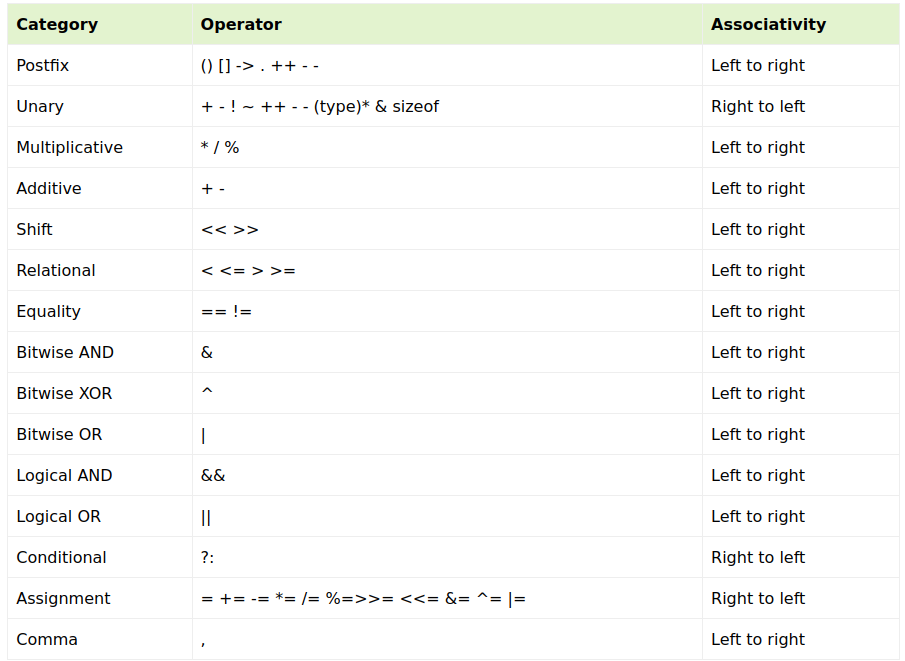 Category Operator Associativity
Postfix () [] -> . ++ - - Left to right
Unary + - ! ~ ++ - - (type)* & sizeof Right to left
Multiplicative * / % Left to right
Additive + - Left to right
Shift << >> Left to right
Relational < <= > >= Left to right
Equality == != Left to right
Bitwise AND & Left to right
Bitwise XOR ^ Left to right
Bitwise OR | Left to right
Logical AND && Left to right
Logical OR || Left to right
Conditional ?: Right to left
Assignment = += -= *= /= %=>>= <<= &= ^= |= Right to left
Comma , Left to right